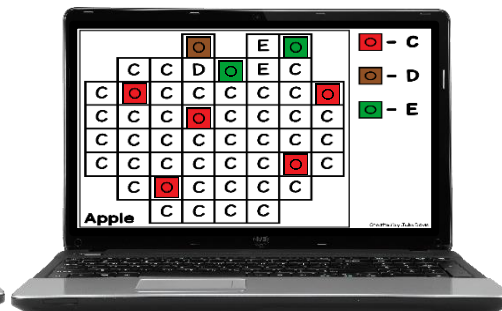 O E O
C C D O E C
C O C C C C C O
C C C O C C C C
C C C C C C C C
C C C C C C O C
C O C C C C
C C C C
Apple
O - C
O - D
O - E